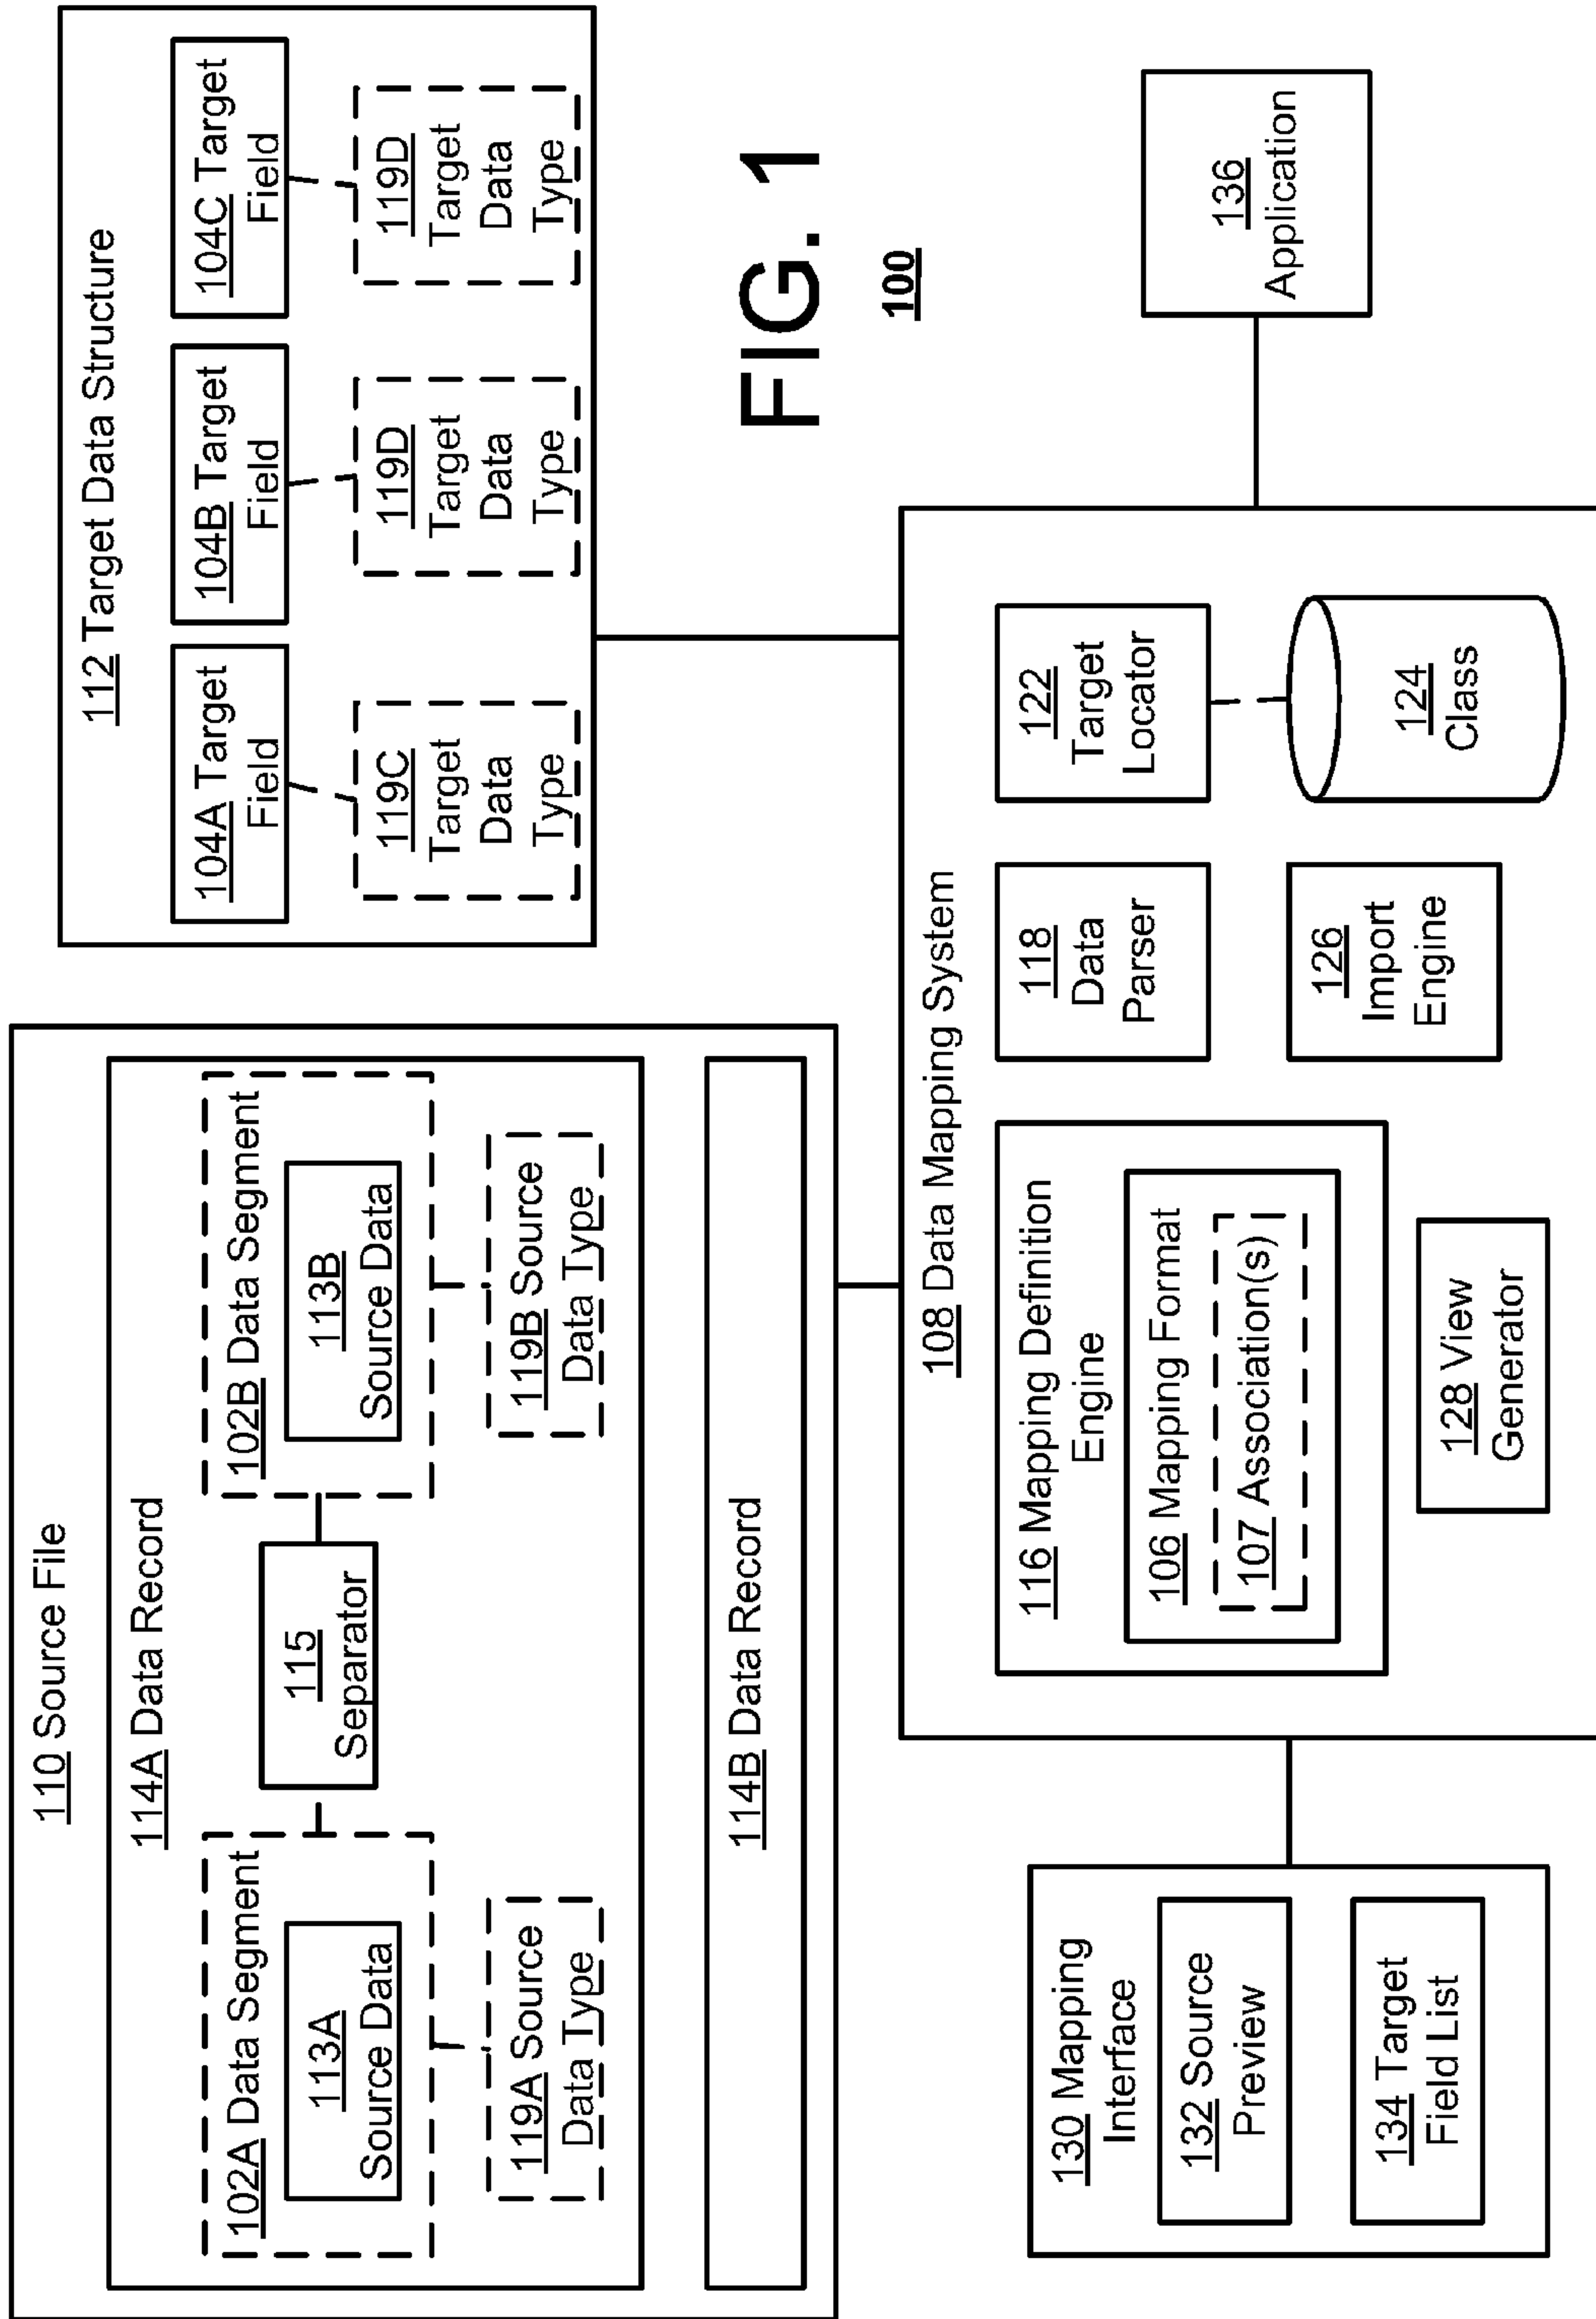 110 Source File
114A Data Record
102A Data Segment
113A
Source Data
119A Source
Data Type
115
Separator
102B Data Segment
113B
Source Data
119B Source
Data Type
114B Data Record
112 Target Data Structure
104A Target
Field
119C
Target
Data
Type
104B Target
Field
119D
Target
Data
Type
104C Target
Field
119D
Target
Data
Type
FIG. 1
100
130 Mapping
Interface
132 Source
Preview
134 Target
Field List
108 Data Mapping System
116 Mapping Definition
Engine
106 Mapping Format
107 Association(s)
128 View
Generator
118
Data
Parser
126
Import
Engine
122
Target
Locator
124
Class
136
Application